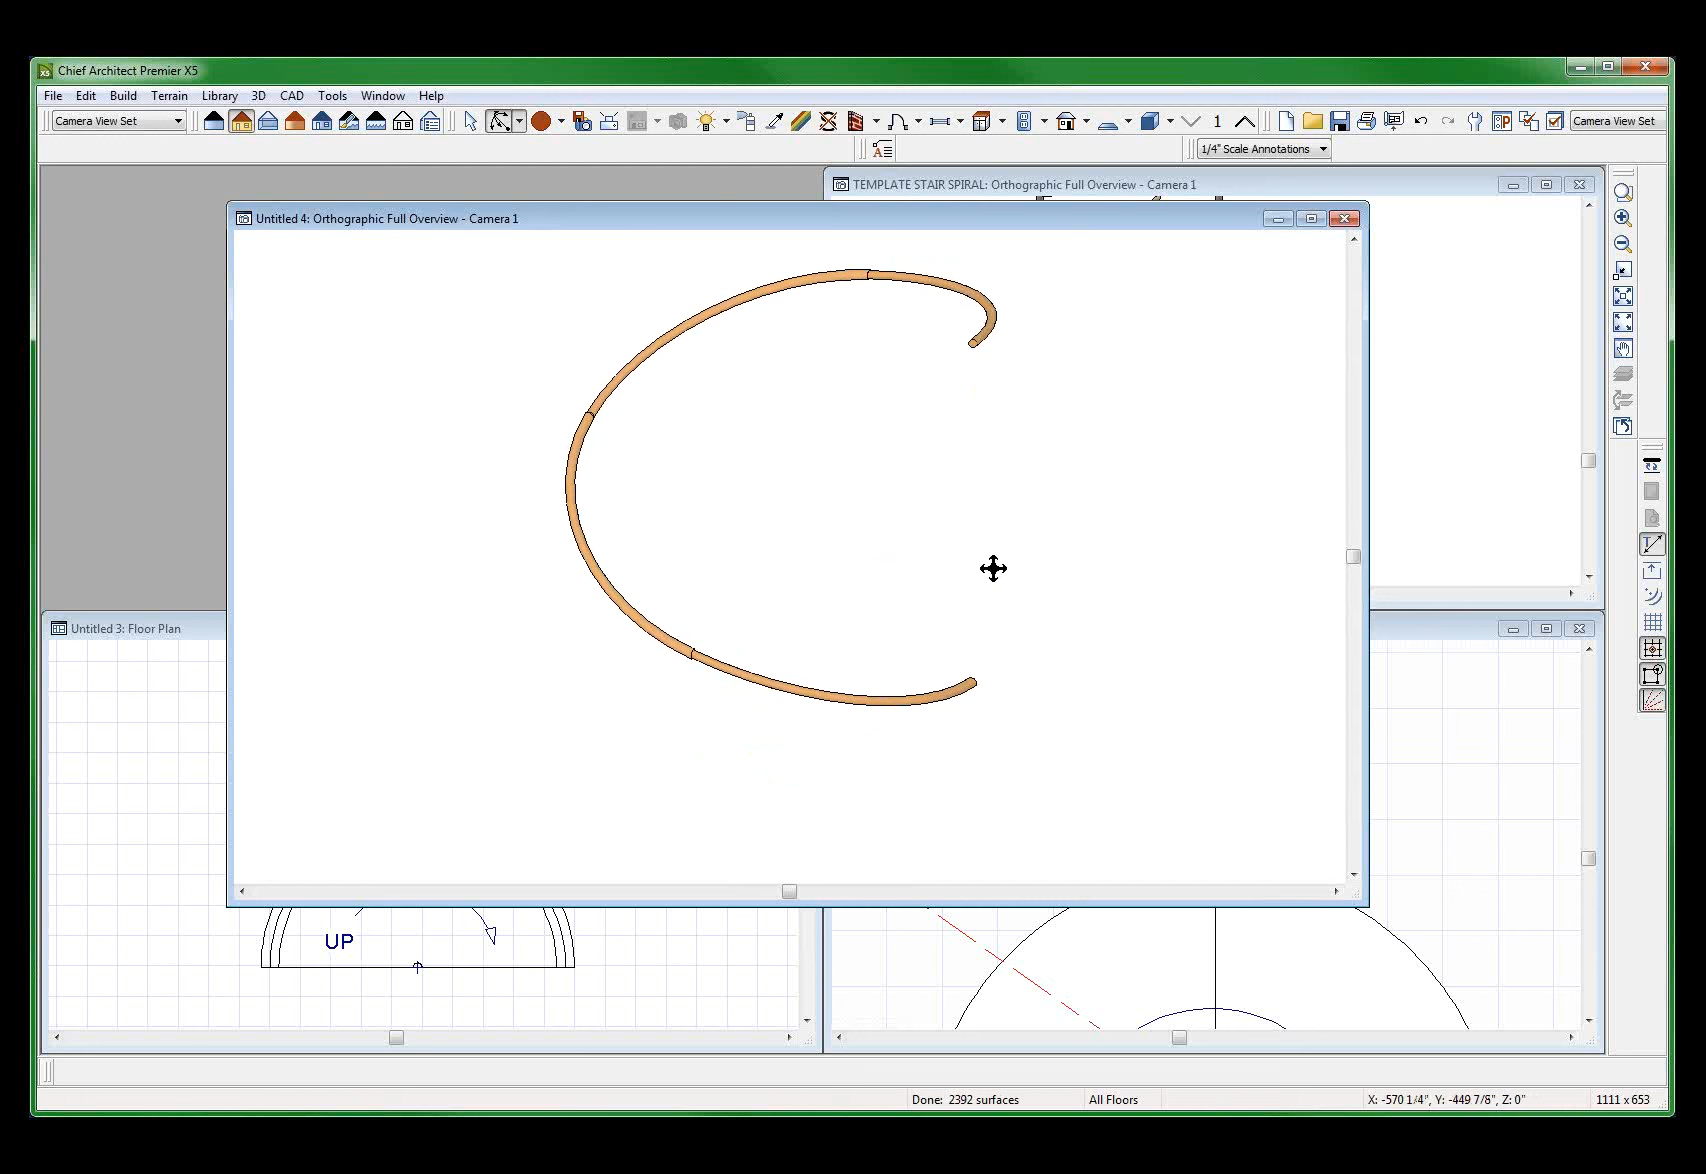 Chief Architect Premier X5
File Edit Build Terrain Library 3D CAD Tools Window Help
Camera View Set
1
Camera View Set
A
1/4" Scale Annotations
TEMPLATE STAIR SPIRAL: Orthographic Full Overview - Camera 1
Untitled 4: Orthographic Full Overview - Camera 1
Untitled 3: Floor Plan
UP
Done: 2392 surfaces
All Floors
X: -570 1/4", Y: -449 7/8", Z: 0"
1111 x 653